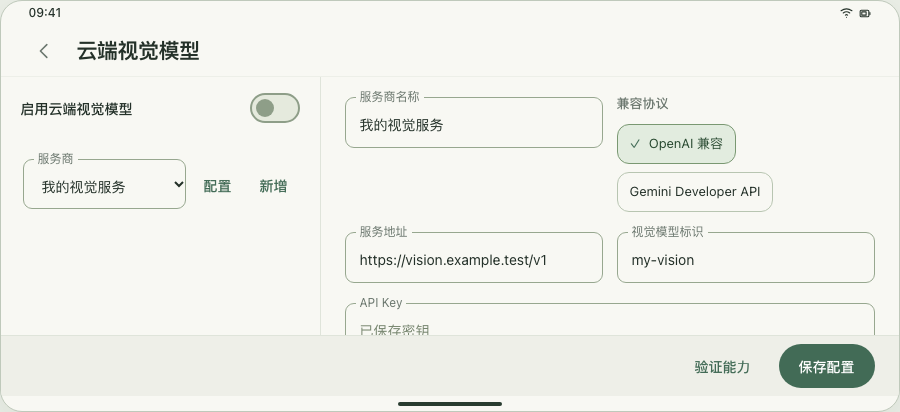 09:41
云端视觉模型
启用云端视觉模型
服务商
我的视觉服务
配置
新增
服务商名称
我的视觉服务
兼容协议
✓ OpenAI 兼容
Gemini Developer API
服务地址
https://vision.example.test/v1
视觉模型标识
my-vision
API Key
已保存密钥
验证能力
保存配置